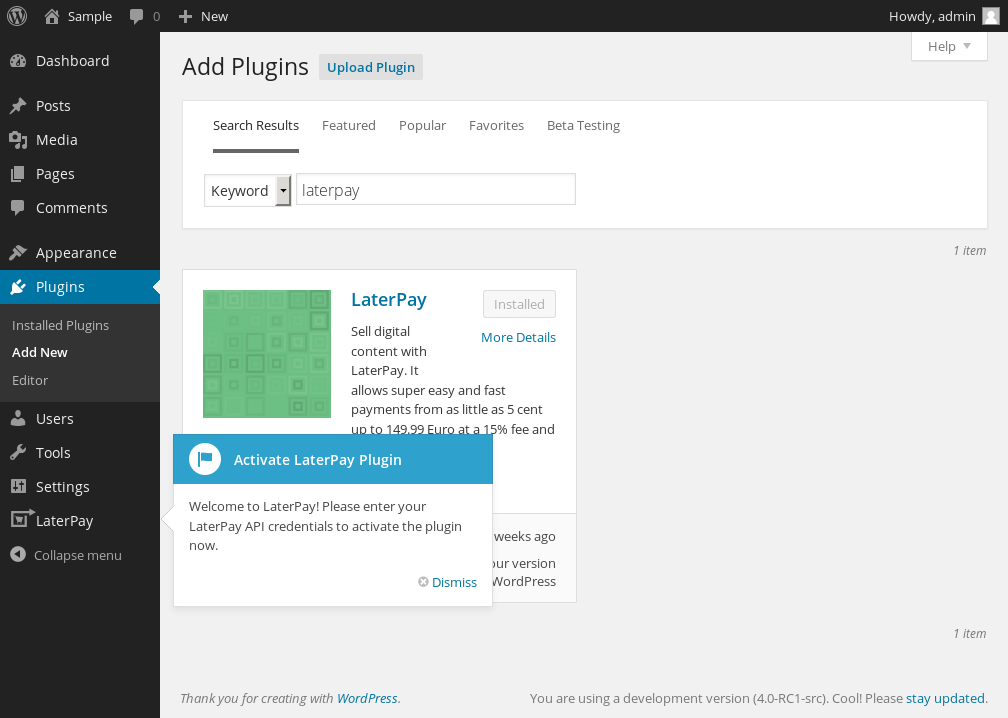 Sample 0 New Howdy, admin
Help
Dashboard
Posts
Media
Pages
Comments
Appearance
Plugins
Installed Plugins
Add New
Editor
Users
Tools
Settings
LaterPay
Collapse menu
Add Plugins Upload Plugin
Search Results Featured Popular Favorites Beta Testing
Keyword laterpay
1 item
LaterPay Installed
More Details
Sell digital
content with
LaterPay. It
allows super easy and fast
payments from as little as 5 cent
up to 149.99 Euro at a 15% fee and
Activate LaterPay Plugin
Welcome to LaterPay! Please enter your
LaterPay API credentials to activate the plugin
now.
Dismiss
weeks ago
version
WordPress
1 item
Thank you for creating with WordPress.
You are using a development version (4.0-RC1-src). Cool! Please stay updated.